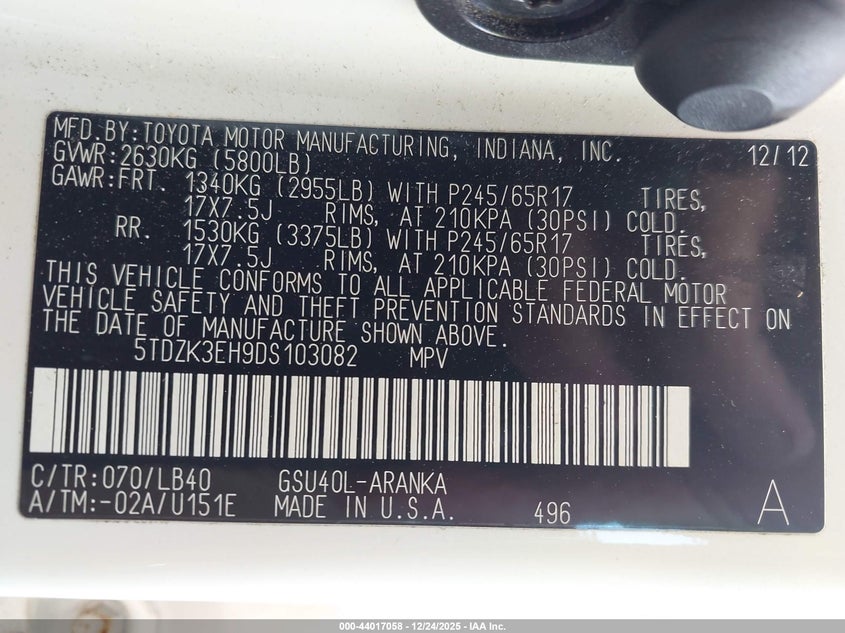 MFD.BY:TOYOTA MOTOR MANUFACTURING, INDIANA, INC. 12/12
GVWR:2630KG (5800LB)
GAWR:FRT. 1340KG (2955LB) WITH P245/65R17 TIRES,
17X7.5J RIMS, AT 210KPA (30PSI) COLD.
RR. 1530KG (3375LB) WITH P245/65R17 TIRES,
17X7.5J RIMS, AT 210KPA (30PSI) COLD.
THIS VEHICLE CONFORMS TO ALL APPLICABLE FEDERAL MOTOR
VEHICLE SAFETY AND THEFT PREVENTION STANDARDS IN EFFECT ON
THE DATE OF MANUFACTURE SHOWN ABOVE.
5TDZK3EH9DS103082 MPV
C/TR:070/LB40 GSU40L-ARANKA
A/TM:-02A/U151E MADE IN U.S.A. 496 A
000-44017058 - 12/24/2025 - IAA Inc.